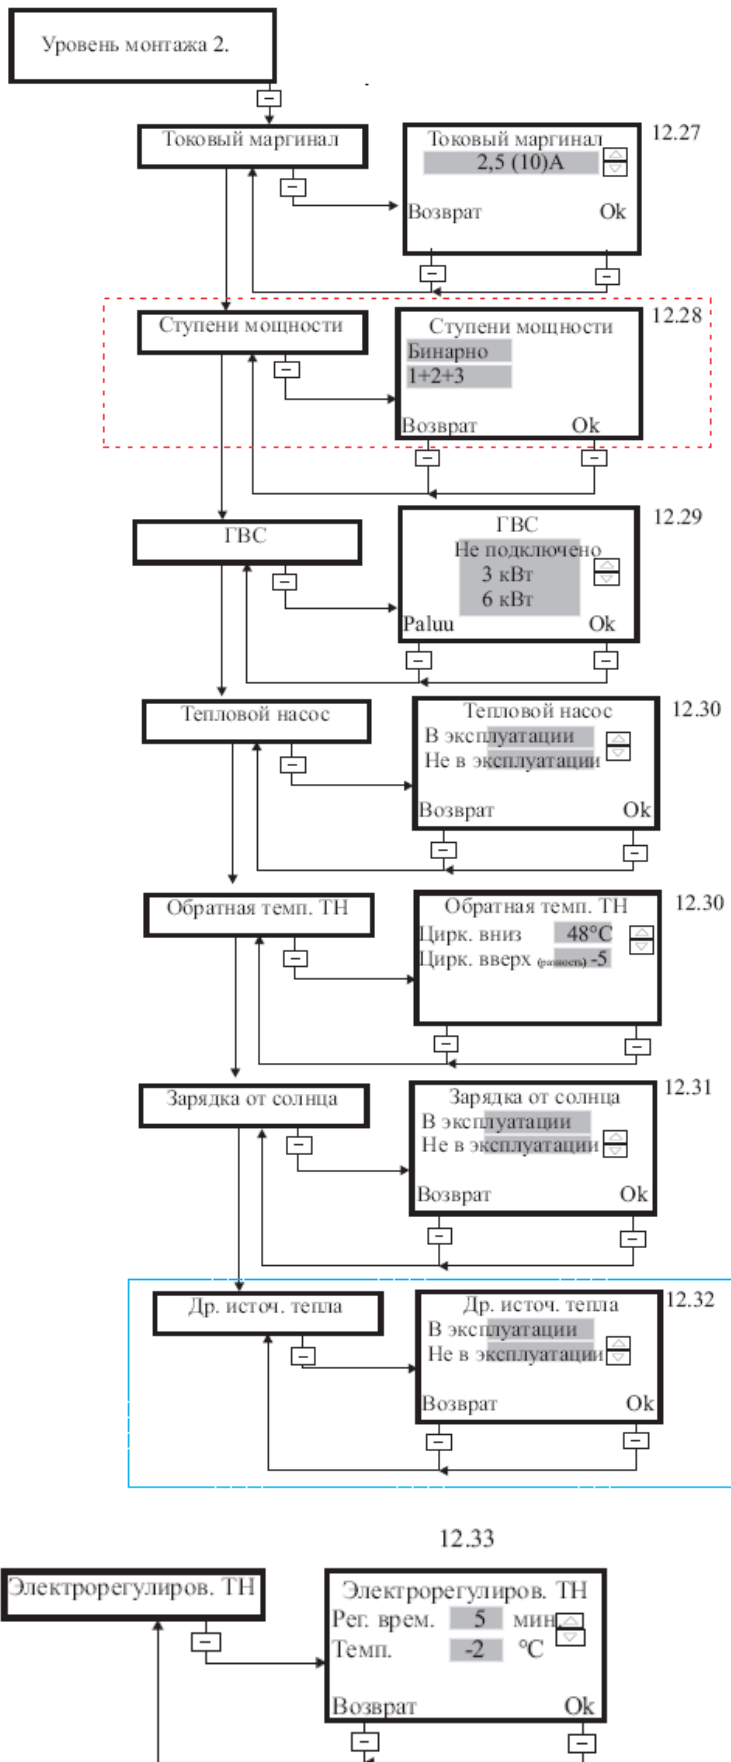 Уровень монтажа 2.
Токовый маргинал
Токовый маргинал
12.27
2,5 (10)А
Возврат Ok
Ступени мощности
Ступени мощности
12.28
Бинарно
1+2+3
Возврат Ok
ГВС
ГВС
12.29
Не подключено
3 кВт
6 кВт
Paluu Ok
Тепловой насос
Тепловой насос
12.30
В эксплуатации
Не в эксплуатации
Возврат Ok
Обратная темп. ТН
Обратная темп. ТН
12.30
Цирк. вниз 48°C
Цирк. вверх (разность) -5
Зарядка от солнца
Зарядка от солнца
12.31
В эксплуатации
Не в эксплуатации
Возврат Ok
Др. источ. тепла
Др. источ. тепла
12.32
В эксплуатации
Не в эксплуатации
Возврат Ok
12.33
Электрорегулиров. ТН
Электрорегулиров. ТН
Рег. врем. 5 мин
Темп. -2 °C
Возврат Ok